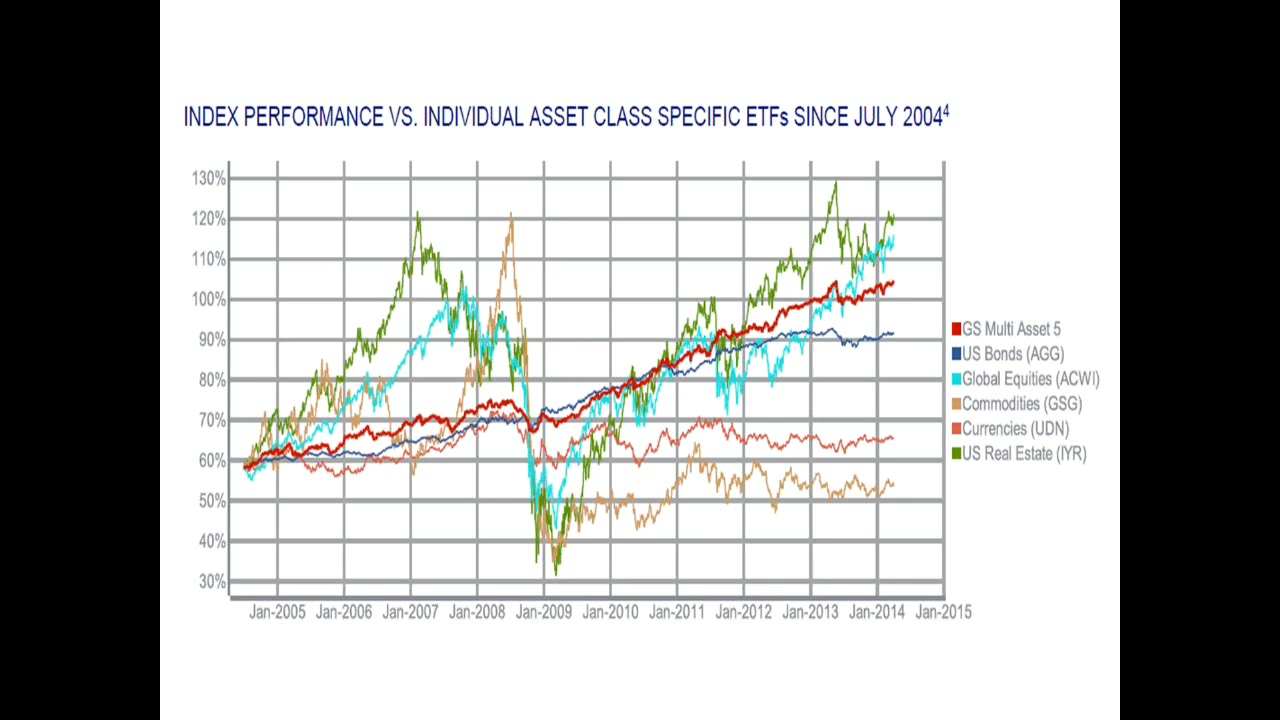 INDEX PERFORMANCE VS. INDIVIDUAL ASSET CLASS SPECIFIC ETFs SINCE JULY 2004⁴
130%
120%
110%
100%
90%
80%
70%
60%
50%
40%
30%
GS Multi Asset 5
US Bonds (AGG)
Global Equities (ACWI)
Commodities (GSG)
Currencies (UDN)
US Real Estate (IYR)
Jan-2005 Jan-2006 Jan-2007 Jan-2008 Jan-2009 Jan-2010 Jan-2011 Jan-2012 Jan-2013 Jan-2014 Jan-2015